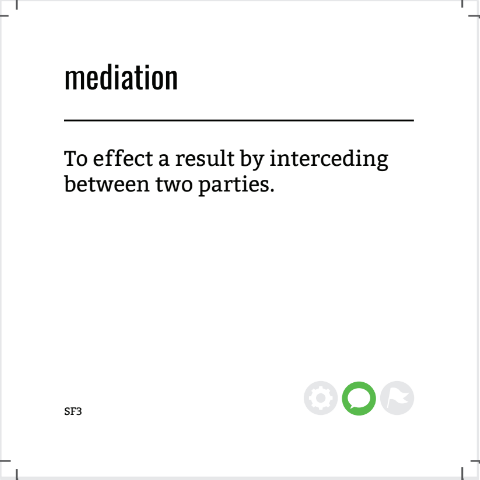 mediation
To effect a result by interceding
between two parties.
SF3